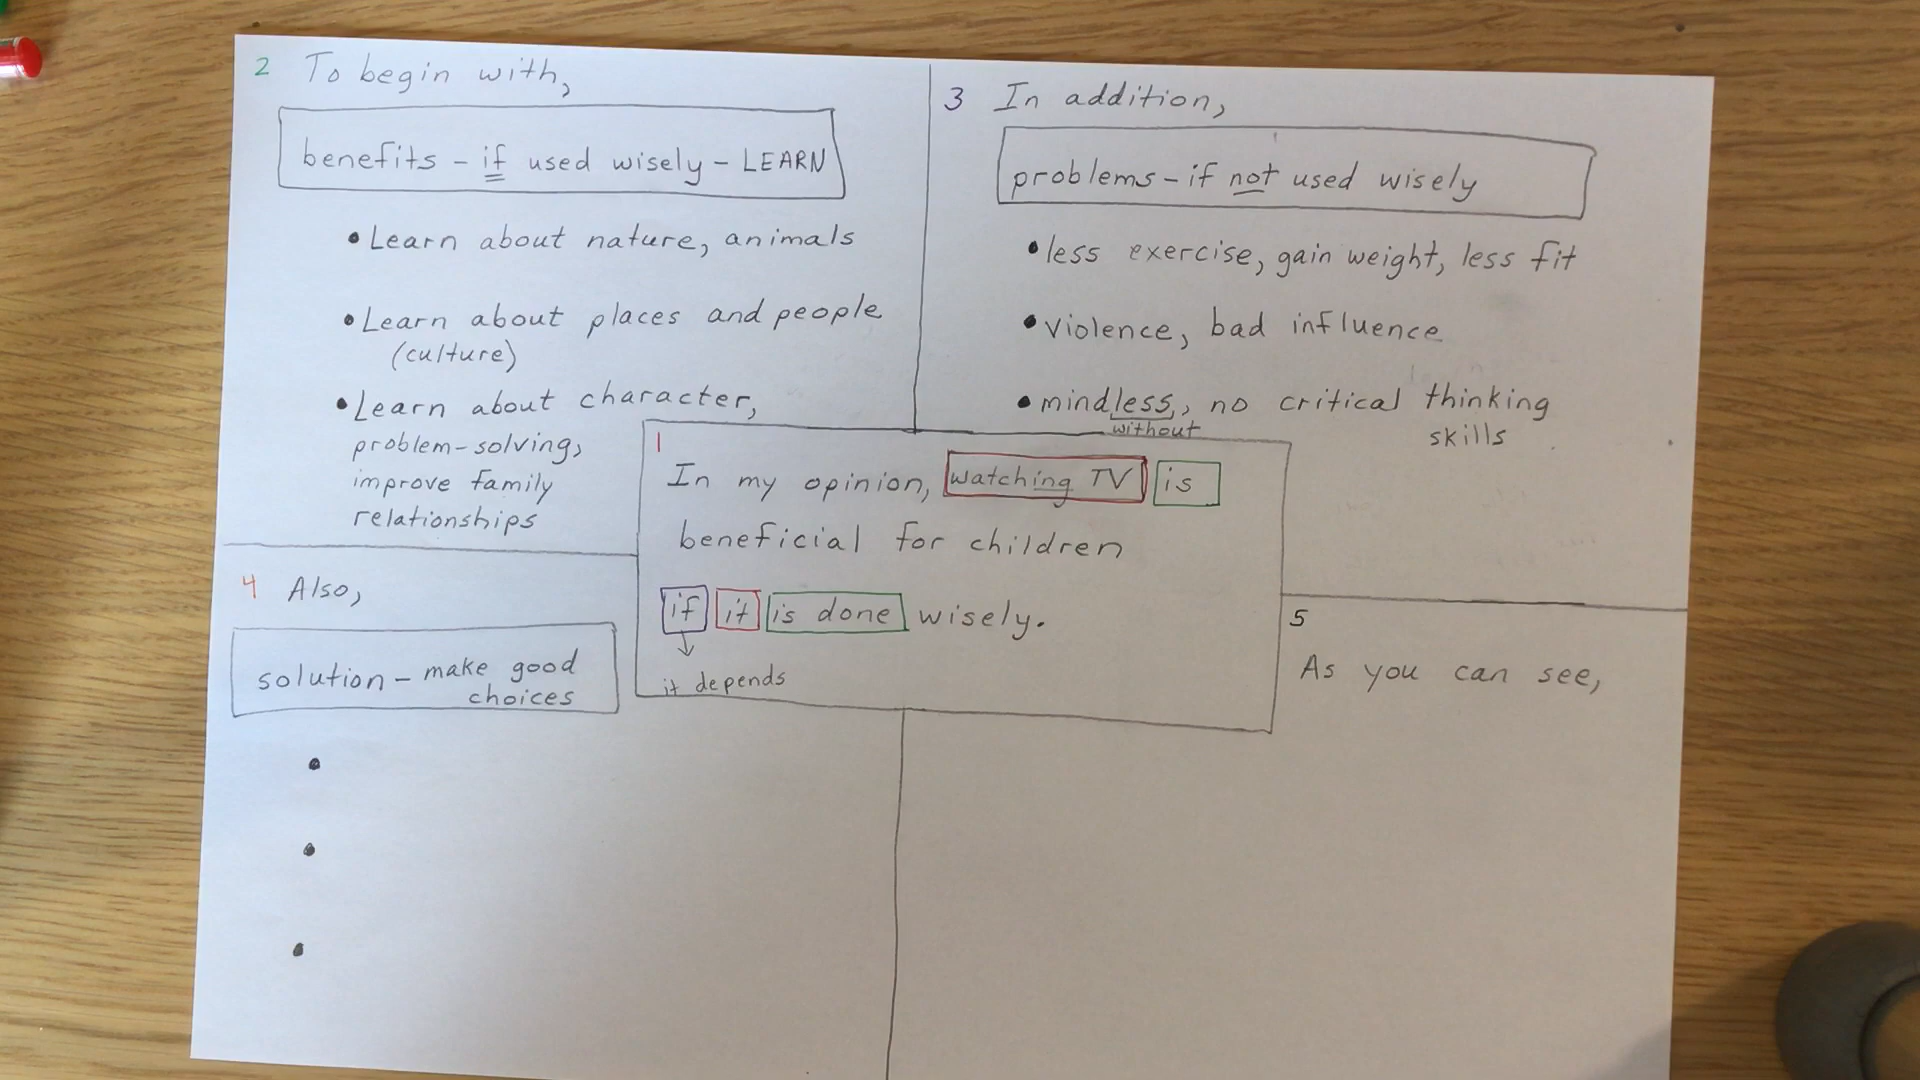 2 To begin with,
benefits - if used wisely - LEARN
• Learn about nature, animals
• Learn about places and people
(culture)
• Learn about character,
problem-solving,
improve family
relationships
3 In addition,
problems - if not used wisely
• less exercise, gain weight, less fit
• violence, bad influence
• mindless, no critical thinking
without
skills
1
In my opinion, watching TV is
beneficial for children
if it is done wisely.
it depends
4 Also,
solution - make good
choices
•
•
•
5
As you can see,